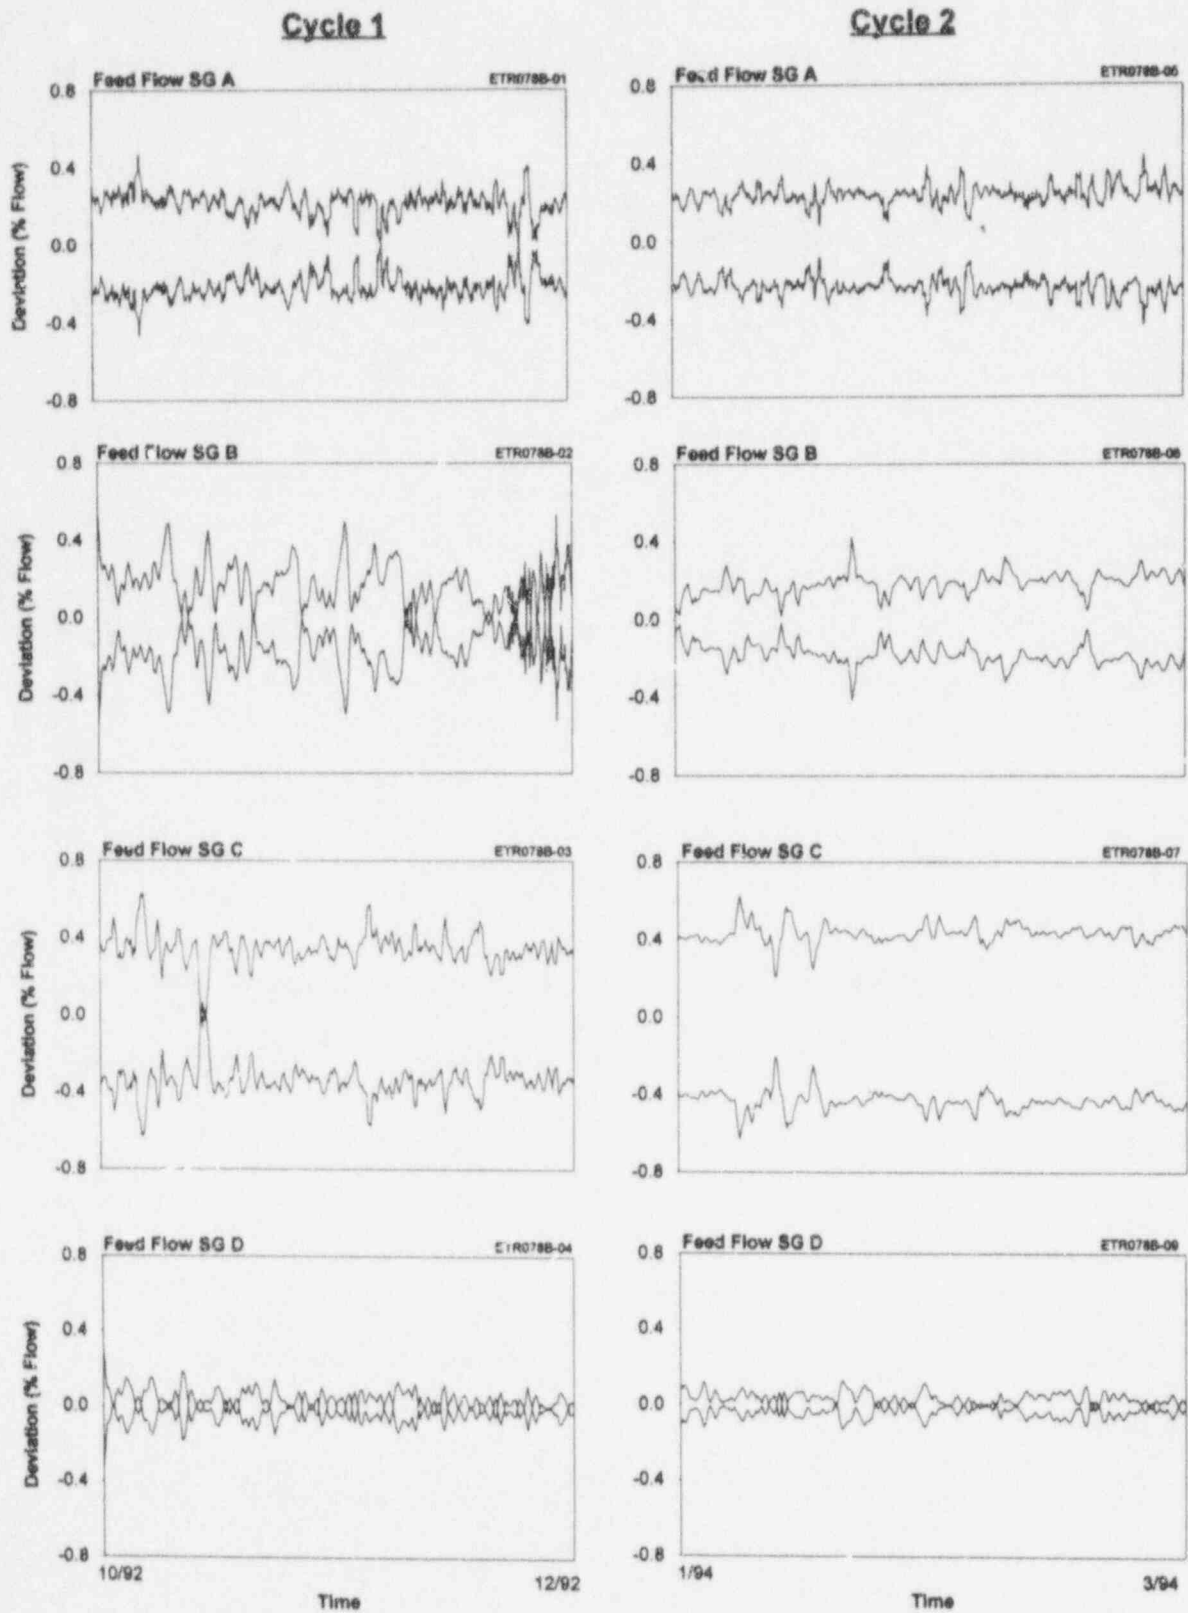 Cycle 1
Cycle 2
Feed Flow SG A ETR078B-01
0.8
0.4
0.0
-0.4
-0.8
Deviation (% Flow)
Feed Flow SG A ETR078B-05
0.8
0.4
0.0
-0.4
-0.8
Feed Flow SG B ETR078B-02
0.8
0.4
0.0
-0.4
-0.8
Deviation (% Flow)
Feed Flow SG B ETR078B-06
0.8
0.4
0.0
-0.4
-0.8
Feed Flow SG C ETR078B-03
0.8
0.4
0.0
-0.4
-0.8
Deviation (% Flow)
Feed Flow SG C ETR078B-07
0.8
0.4
0.0
-0.4
-0.8
Feed Flow SG D ETR078B-04
0.8
0.4
0.0
-0.4
-0.8
Deviation (% Flow)
10/92 12/92
Time
Feed Flow SG D ETR078B-09
0.8
0.4
0.0
-0.4
-0.8
1/94 3/94
Time